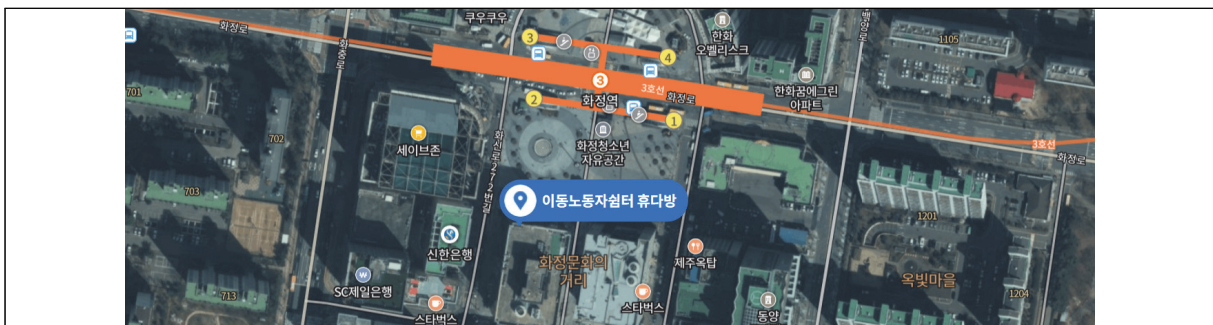 쿠우쿠우
화정로
화중로
백양로
한화
오벨리스크
1105
3
4
3
3호선 화정로
화정역
한화꿈에그린
아파트
701
702
2
1
세이브존
화정청소년
자유공간
3호선
화정로
화신로272번길
703
이동노동자쉼터 휴다방
1201
신한은행
화정문화의
거리
제주옥탑
옥빛마을
SC제일은행
713
스타벅스
스타벅스
동양
1204